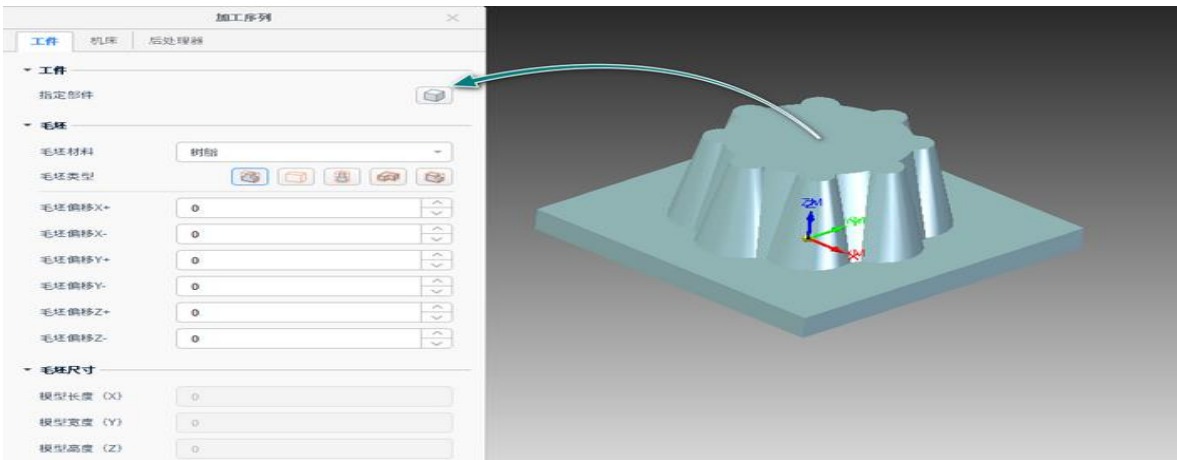 加工序列
工件 机床 后处理器
工件
指定部件
毛坯
毛坯材料 树脂
毛坯类型
毛坯偏移X+ 0
毛坯偏移X- 0
毛坯偏移Y+ 0
毛坯偏移Y- 0
毛坯偏移Z+ 0
毛坯偏移Z- 0
毛坯尺寸
模型长度（X） 0
模型宽度（Y） 0
模型高度（Z） 0